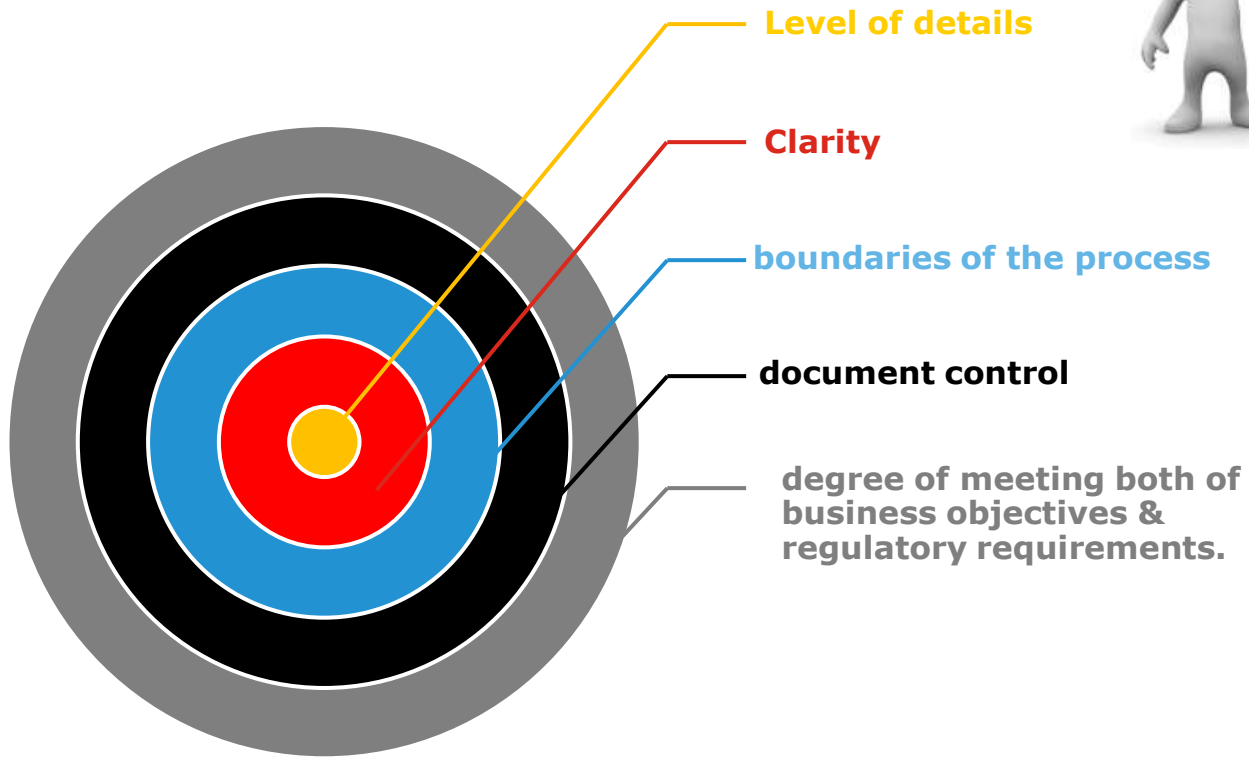 Level of details
Clarity
boundaries of the process
document control
degree of meeting both of
business objectives &
regulatory requirements.